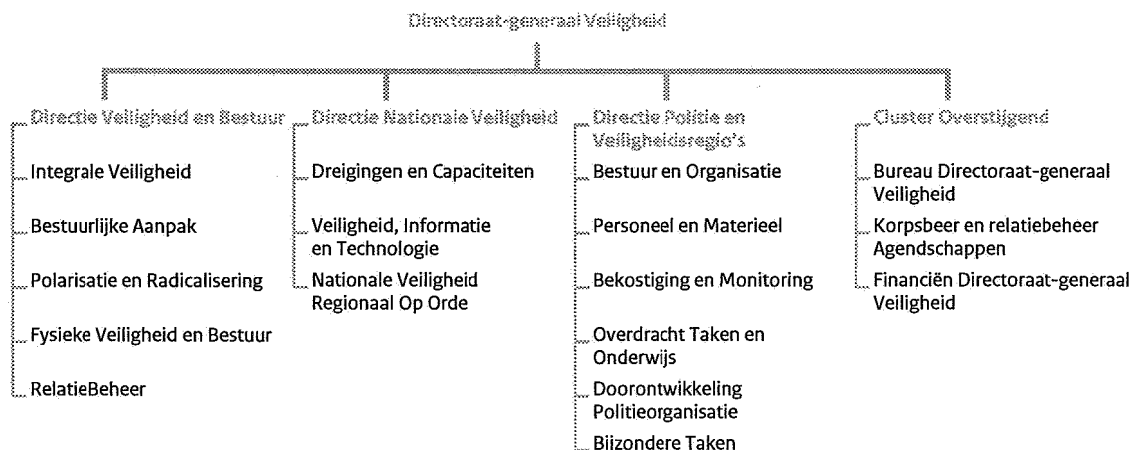 Directoraat-generaal Veiligheid
Directie Veiligheid en Bestuur
Integrale Veiligheid
Bestuurlijke Aanpak
Polarisatie en Radicalisering
Fysieke Veiligheid en Bestuur
RelatieBeheer
Directie Nationale Veiligheid
Dreigingen en Capaciteiten
Veiligheid, Informatie
en Technologie
Nationale Veiligheid
Regionaal Op Orde
Directie Politie en
Veiligheidsregio's
Bestuur en Organisatie
Personeel en Materieel
Bekostiging en Monitoring
Overdracht Taken en
Onderwijs
Doorontwikkeling
Politieorganisatie
Bijzondere Taken
Cluster Overstijgend
Bureau Directoraat-generaal
Veiligheid
Korpsbeer en relatiebeheer
Agendschappen
Financiën Directoraat-generaal
Veiligheid